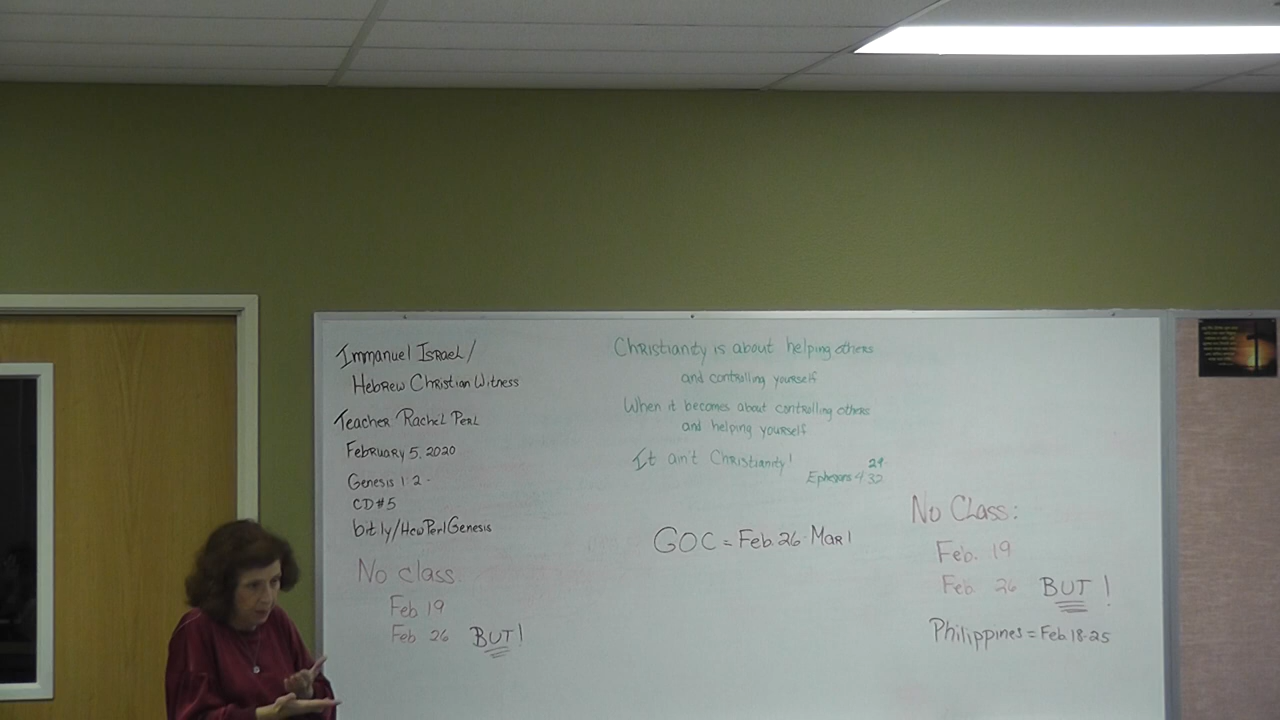 Immanuel Israel/
Hebrew Christian Witness
Teacher Rachel Perl
February 5, 2020
Genesis 1:2-
CD#5
bit.ly/HcwPerlGenesis
No class.
Feb 19
Feb 26 BUT!
Christianity is about helping others
and controlling yourself
When it becomes about controlling others
and helping yourself
It ain't Christianity!
Ephesians 4:32
29
GOC = Feb. 26-Mar 1
No Class:
Feb. 19
Feb 26 BUT!
Philippines = Feb. 18-25